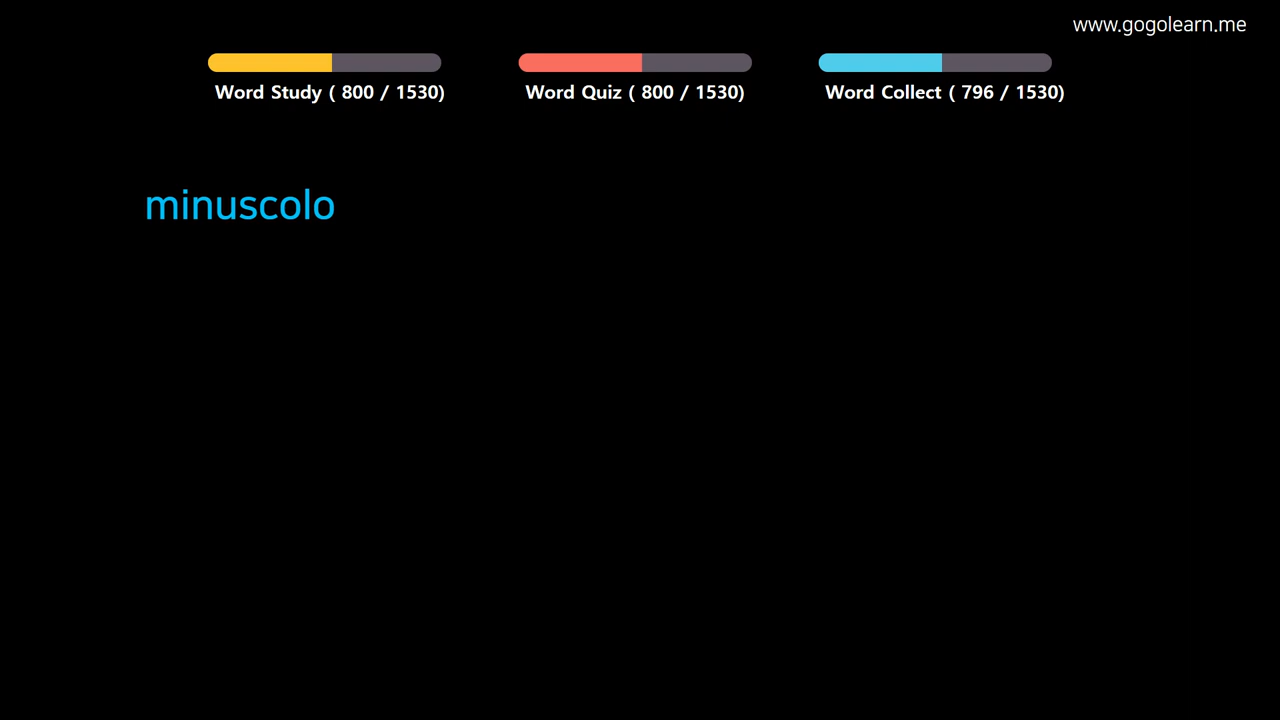 www.gogolearn.me
Word Study ( 800 / 1530)
Word Quiz ( 800 / 1530)
Word Collect ( 796 / 1530)
minuscolo